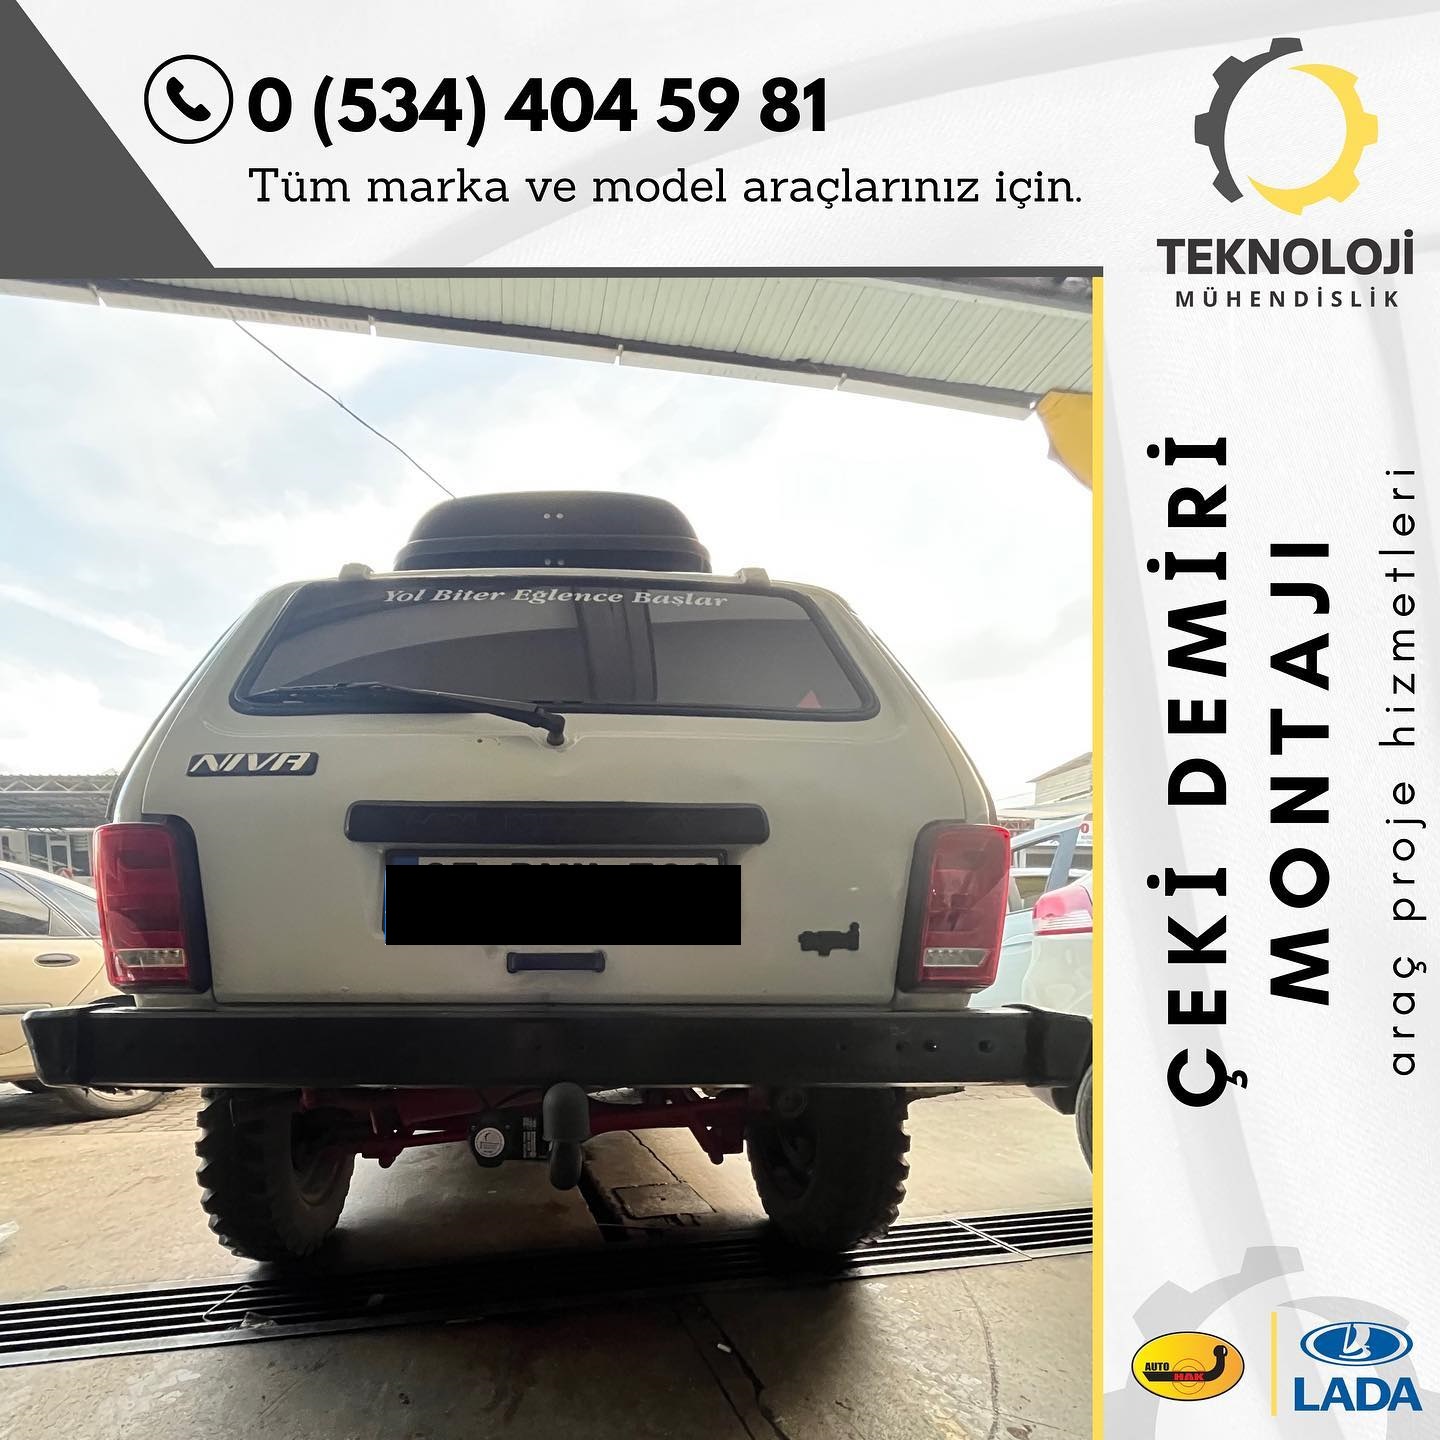 0 (534) 404 59 81
Tüm marka ve model araçlarınız için.
TEKNOLOJİ
MÜHENDİSLİK
Yol Biter Eğlence Başlar
NIVA
ÇEKİ DEMİRİ
MONTAJI
araç proje hizmetleri
AUTO
HAK
LADA